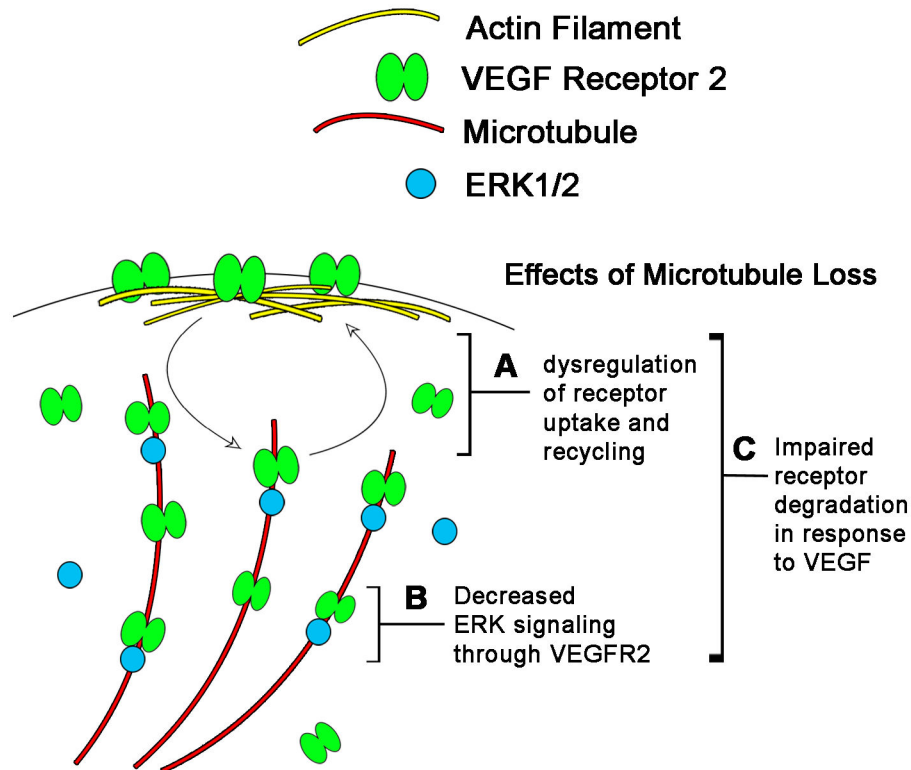 Actin Filament
VEGF Receptor 2
Microtubule
ERK1/2
Effects of Microtubule Loss
A dysregulation
of receptor
uptake and
recycling
C Impaired
receptor
degradation
in response
to VEGF
B Decreased
ERK signaling
through VEGFR2